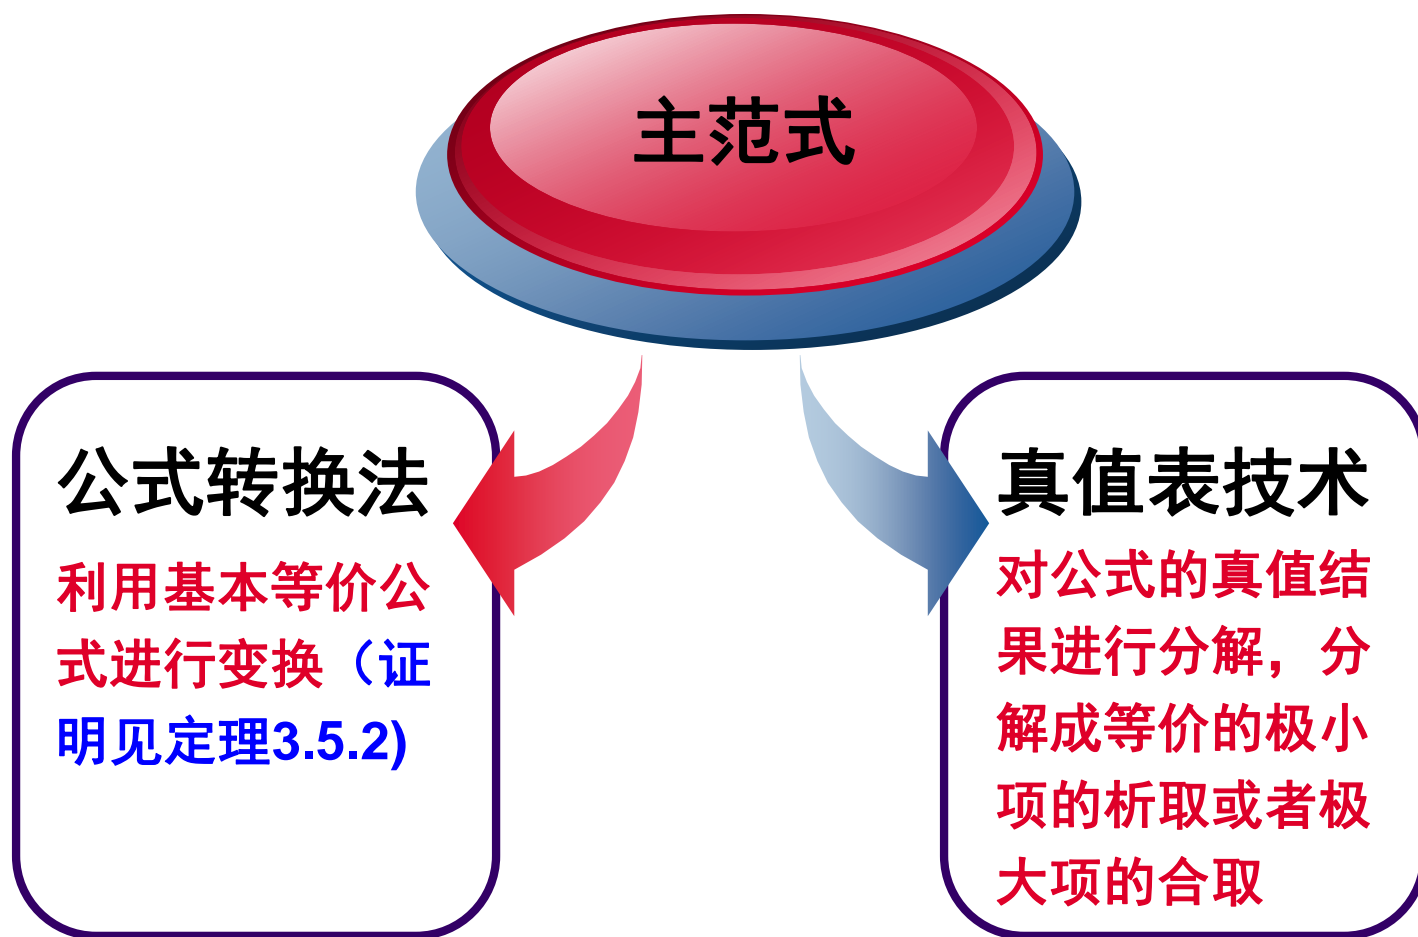 主范式
公式转换法
利用基本等价公
式进行变换（证
明见定理3.5.2)
真值表技术
对公式的真值结
果进行分解，分
解成等价的极小
项的析取或者极
大项的合取